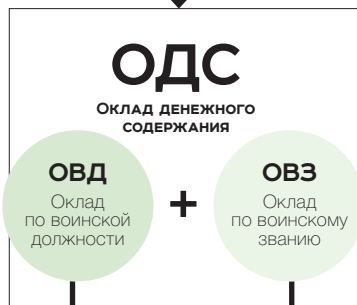 ОДС
Оклад денежного
содержания
ОВД
Оклад
по воинской
должности
+
ОВЗ
Оклад
по воинскому
званию